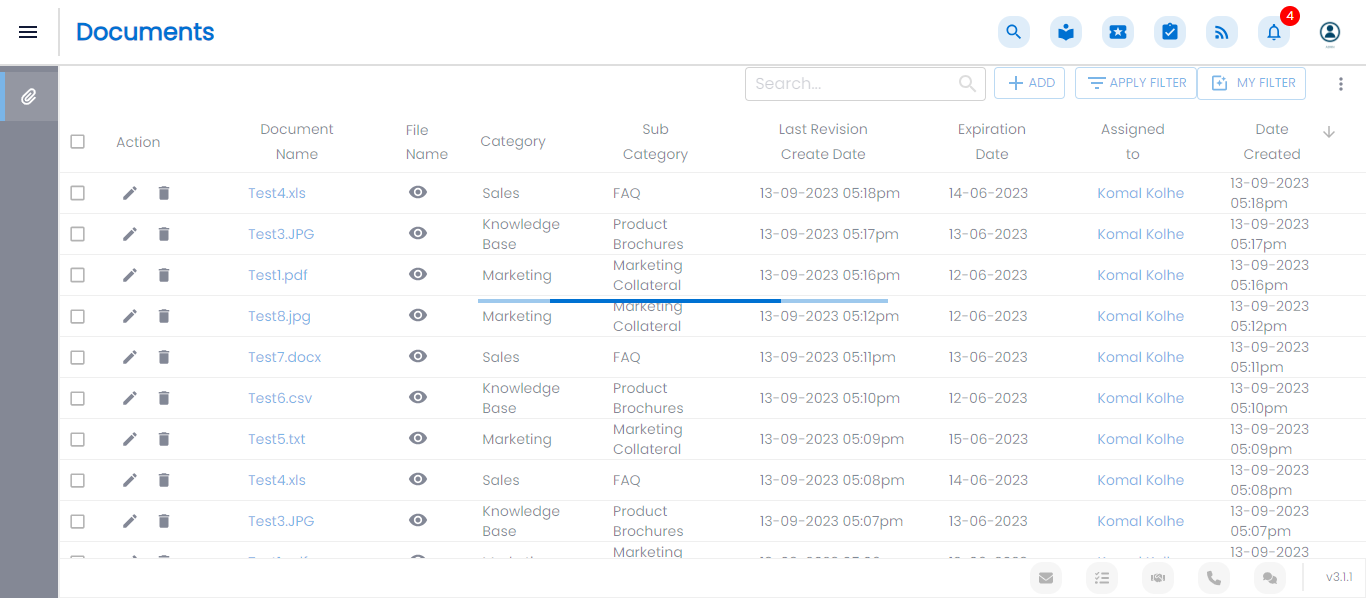 Documents
4
Search...
ADD
APPLY FILTER
MY FILTER
Action
Document
Name
File
Name
Category
Sub
Category
Last Revision
Create Date
Expiration
Date
Assigned
to
Date
Created
Test4.xls Sales FAQ 13-09-2023 05:18pm 14-06-2023 Komal Kolhe 13-09-2023
05:18pm
Test3.JPG Knowledge Base Product Brochures 13-09-2023 05:17pm 13-06-2023 Komal Kolhe 13-09-2023
05:17pm
Test1.pdf Marketing Marketing Collateral 13-09-2023 05:16pm 12-06-2023 Komal Kolhe 13-09-2023
05:16pm
Test8.jpg Marketing Marketing Collateral 13-09-2023 05:12pm 12-06-2023 Komal Kolhe 13-09-2023
05:12pm
Test7.docx Sales FAQ 13-09-2023 05:11pm 13-06-2023 Komal Kolhe 13-09-2023
05:11pm
Test6.csv Knowledge Base Product Brochures 13-09-2023 05:10pm 12-06-2023 Komal Kolhe 13-09-2023
05:10pm
Test5.txt Marketing Marketing Collateral 13-09-2023 05:09pm 15-06-2023 Komal Kolhe 13-09-2023
05:09pm
Test4.xls Sales FAQ 13-09-2023 05:08pm 14-06-2023 Komal Kolhe 13-09-2023
05:08pm
Test3.JPG Knowledge Base Product Brochures 13-09-2023 05:07pm 13-06-2023 Komal Kolhe 13-09-2023
05:07pm
Marketing 13-09-2023
v3.1.1